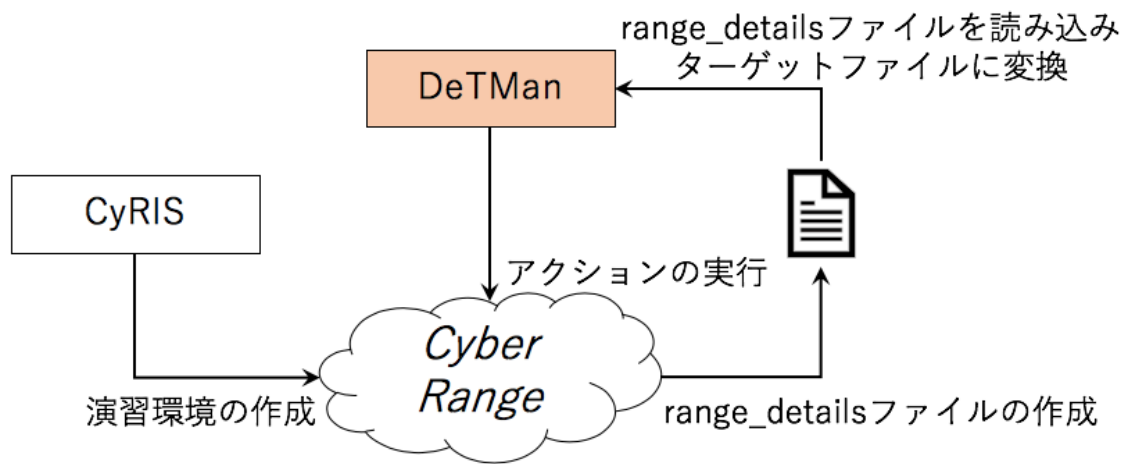 range_detailsファイルを読み込み
ターゲットファイルに変換
DeTMan
CyRIS
アクションの実行
Cyber
Range
演習環境の作成
range_detailsファイルの作成